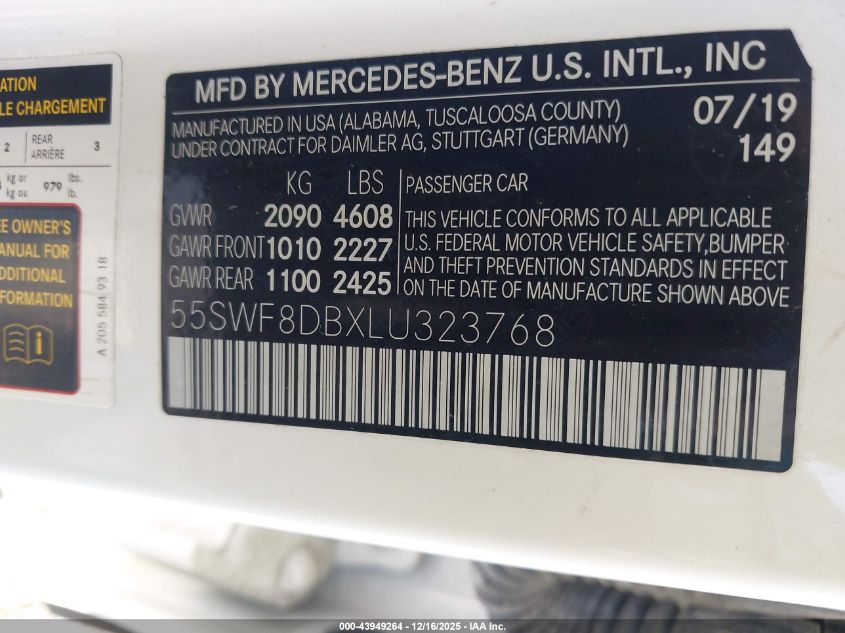 ATION
LE CHARGEMENT
2 REAR ARRIÈRE 3
kg or
kg ou 979 lbs.
lb.
EE OWNER'S
MANUAL FOR
ADDITIONAL
NFORMATION
A 205 584 93 18
MFD BY MERCEDES-BENZ U.S. INTL., INC
MANUFACTURED IN USA (ALABAMA, TUSCALOOSA COUNTY) 07/19
UNDER CONTRACT FOR DAIMLER AG, STUTTGART (GERMANY) 149
KG LBS PASSENGER CAR
GVWR 2090 4608 THIS VEHICLE CONFORMS TO ALL APPLICABLE
GAWR FRONT 1010 2227 U.S. FEDERAL MOTOR VEHICLE SAFETY, BUMPER
GAWR REAR 1100 2425 AND THEFT PREVENTION STANDARDS IN EFFECT
ON THE DATE OF MANUFACTURE SHOWN ABOVE
55SWF8DBXLU323768
000-43949264 - 12/16/2025 - IAA Inc.